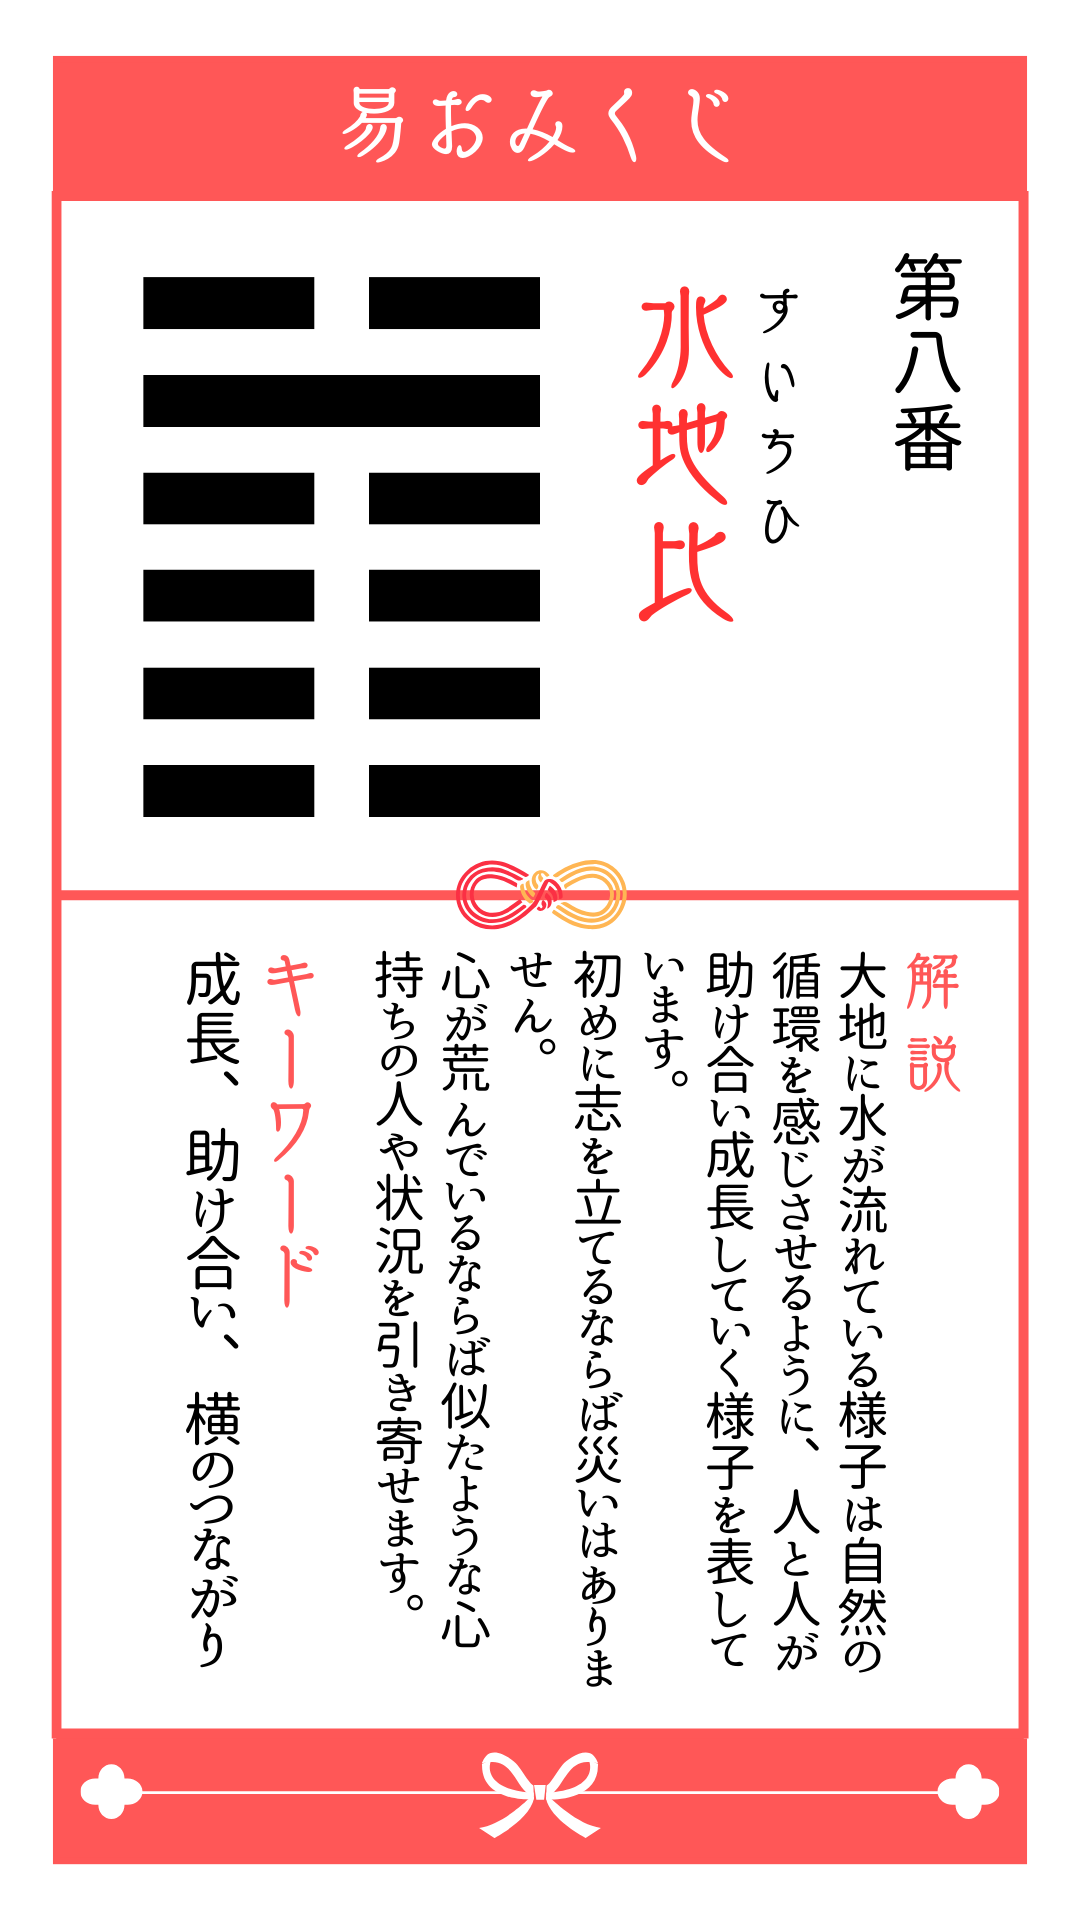 易おみくじ
第八番
すいちひ
水地比
解説
大地に水が流れている様子は自然の
循環を感じさせるように、人と人が
助け合い成長していく様子を表して
います。
初めに志を立てるならば災いはありま
せん。
心が荒んでいるならば似たような心
持ちの人や状況を引き寄せます。
キーワード
成長、助け合い、横のつながり